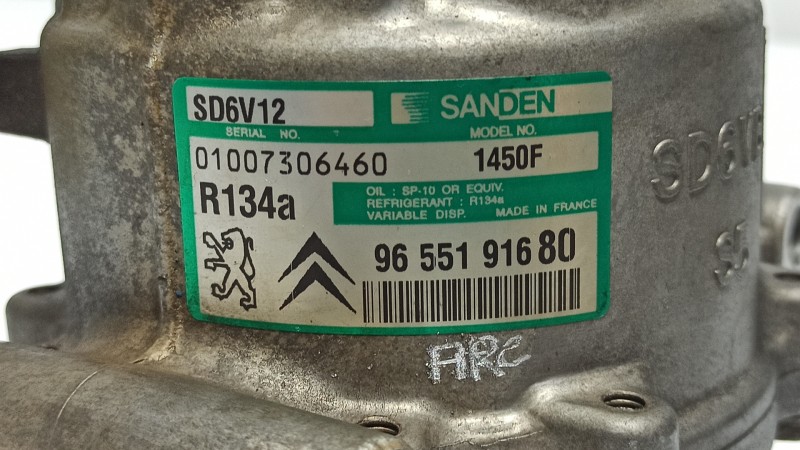 SD6V12
SANDEN
SERIAL NO.
MODEL NO.
01007306460
1450F
R134a
OIL : SP-10 OR EQUIV.
REFRIGERANT : R134a
VARIABLE DISP. MADE IN FRANCE
96 551 916 80
ARC
SD6V